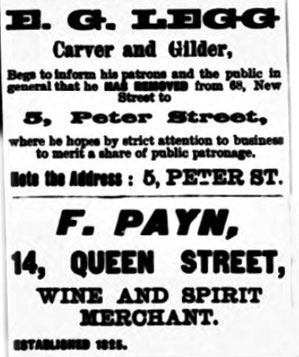 E. G. LEGG
Carver and Gilder,
Begs to inform his patrons and the public in
general that he HAS REMOVED from 68, New
Street to
5, Peter Street,
where he hopes by strict attention to business
to merit a share of public patronage.
Note the Address : 5, PETER ST.
F. PAYN,
14, QUEEN STREET,
WINE AND SPIRIT
MERCHANT.
ESTABLISHED 1825.